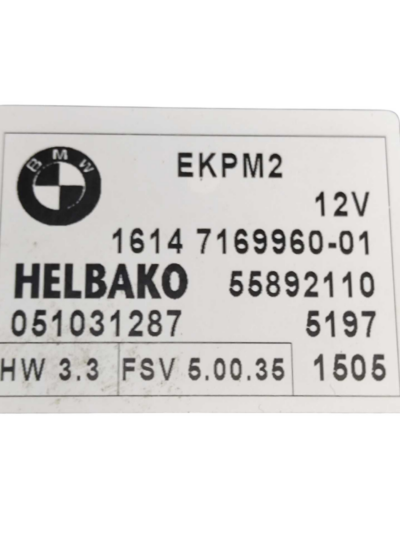 BMW
EKPM2
12V
1614 7169960-01
HELBAKO 55892110
051031287 5197
HW 3.3 FSV 5.00.35 1505